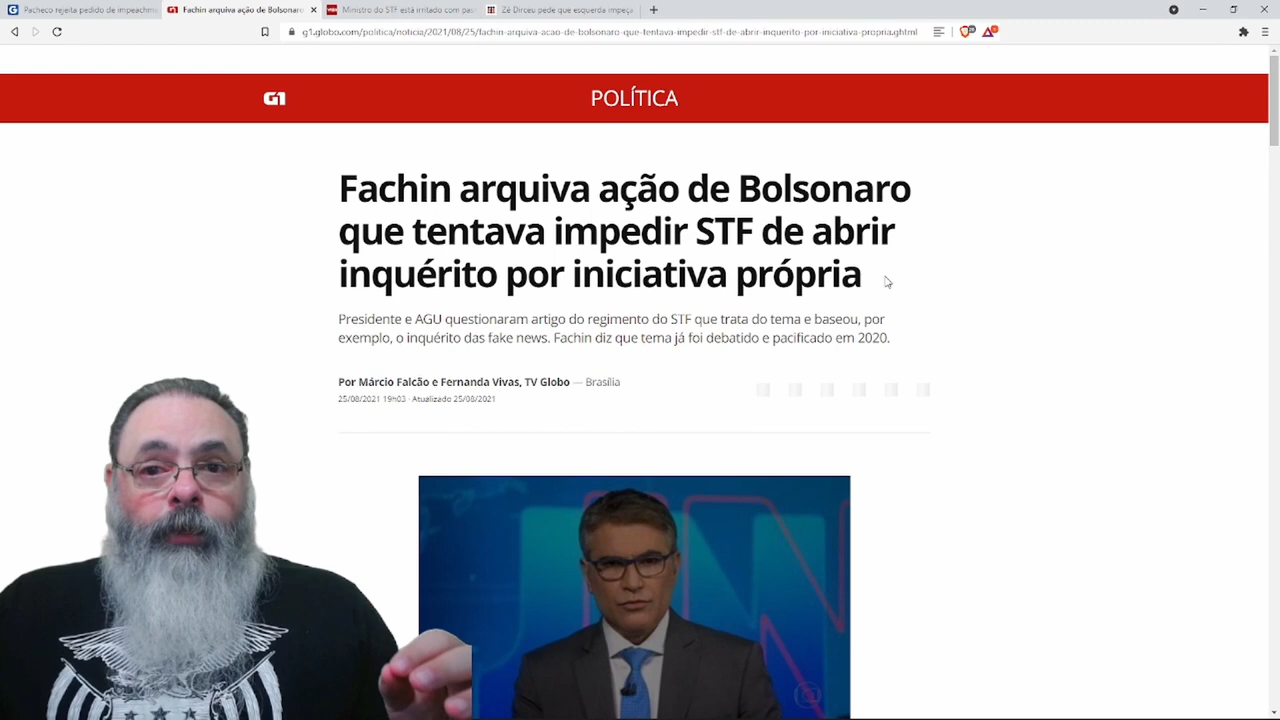 Pacheco rejeita pedido de impeachm
Fachin arquiva ação de Bolsonaro
Ministro do STF está irritado com pas
Zé Dirceu pede que esquerda impeça
g1.globo.com/politica/noticia/2021/08/25/fachin-arquiva-acao-de-bolsonaro-que-tentava-impedir-stf-de-abrir-inquerito-por-iniciativa-propria.ghtml
G1
POLÍTICA
Fachin arquiva ação de Bolsonaro
que tentava impedir STF de abrir
inquérito por iniciativa própria
Presidente e AGU questionaram artigo do regimento do STF que trata do tema e baseou, por
exemplo, o inquérito das fake news. Fachin diz que tema já foi debatido e pacificado em 2020.
Por Márcio Falcão e Fernanda Vivas, TV Globo — Brasília
25/08/2021 19h03 · Atualizado 25/08/2021